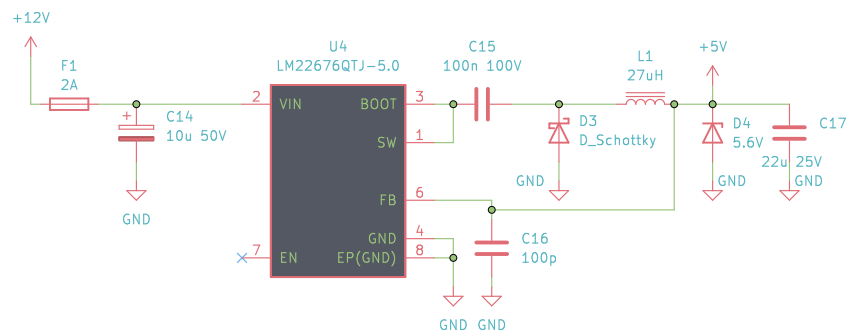 +12V
F1
2A
+
C14
10u 50V
GND
U4
LM22676QTJ-5.0
2
VIN
BOOT
3
SW
1
FB
6
GND
4
7
EN
EP(GND)
8
C15
100n 100V
D3
D_Schottky
GND
L1
27uH
+5V
D4
5.6V
GND
C17
22u 25V
GND
C16
100p
GND
GND